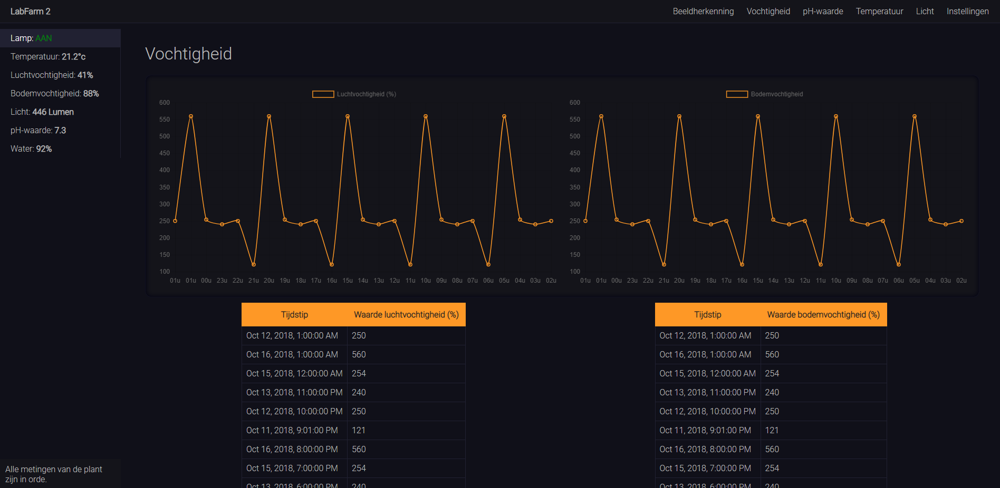 LabFarm 2
Beeldherkenning Vochtigheid pH-waarde Temperatuur Licht Instellingen
Lamp: AAN
Temperatuur: 21.2°c
Luchtvochtigheid: 41%
Bodemvochtigheid: 88%
Licht: 446 Lumen
pH-waarde: 7.3
Water: 92%
Alle metingen van de plant
zijn in orde.
Vochtigheid
Luchtvochtigheid (%)
600
550
500
450
400
350
300
250
200
150
100
01u 01u 00u 23u 22u 21u 20u 19u 18u 17u 16u 15u 14u 13u 12u 11u 10u 09u 08u 07u 06u 05u 04u 03u 02u
Bodemvochtigheid
600
550
500
450
400
350
300
250
200
150
100
01u 01u 00u 23u 22u 21u 20u 19u 18u 17u 16u 15u 14u 13u 12u 11u 10u 09u 08u 07u 06u 05u 04u 03u 02u
Tijdstip Waarde luchtvochtigheid (%)
Oct 12, 2018, 1:00:00 AM 250
Oct 16, 2018, 1:00:00 AM 560
Oct 15, 2018, 12:00:00 AM 254
Oct 13, 2018, 11:00:00 PM 240
Oct 12, 2018, 10:00:00 PM 250
Oct 11, 2018, 9:01:00 PM 121
Oct 16, 2018, 8:00:00 PM 560
Oct 15, 2018, 7:00:00 PM 254
Oct 13, 2018, 6:00:00 PM 240
Tijdstip Waarde bodemvochtigheid (%)
Oct 12, 2018, 1:00:00 AM 250
Oct 16, 2018, 1:00:00 AM 560
Oct 15, 2018, 12:00:00 AM 254
Oct 13, 2018, 11:00:00 PM 240
Oct 12, 2018, 10:00:00 PM 250
Oct 11, 2018, 9:01:00 PM 121
Oct 16, 2018, 8:00:00 PM 560
Oct 15, 2018, 7:00:00 PM 254
Oct 13, 2018, 6:00:00 PM 240